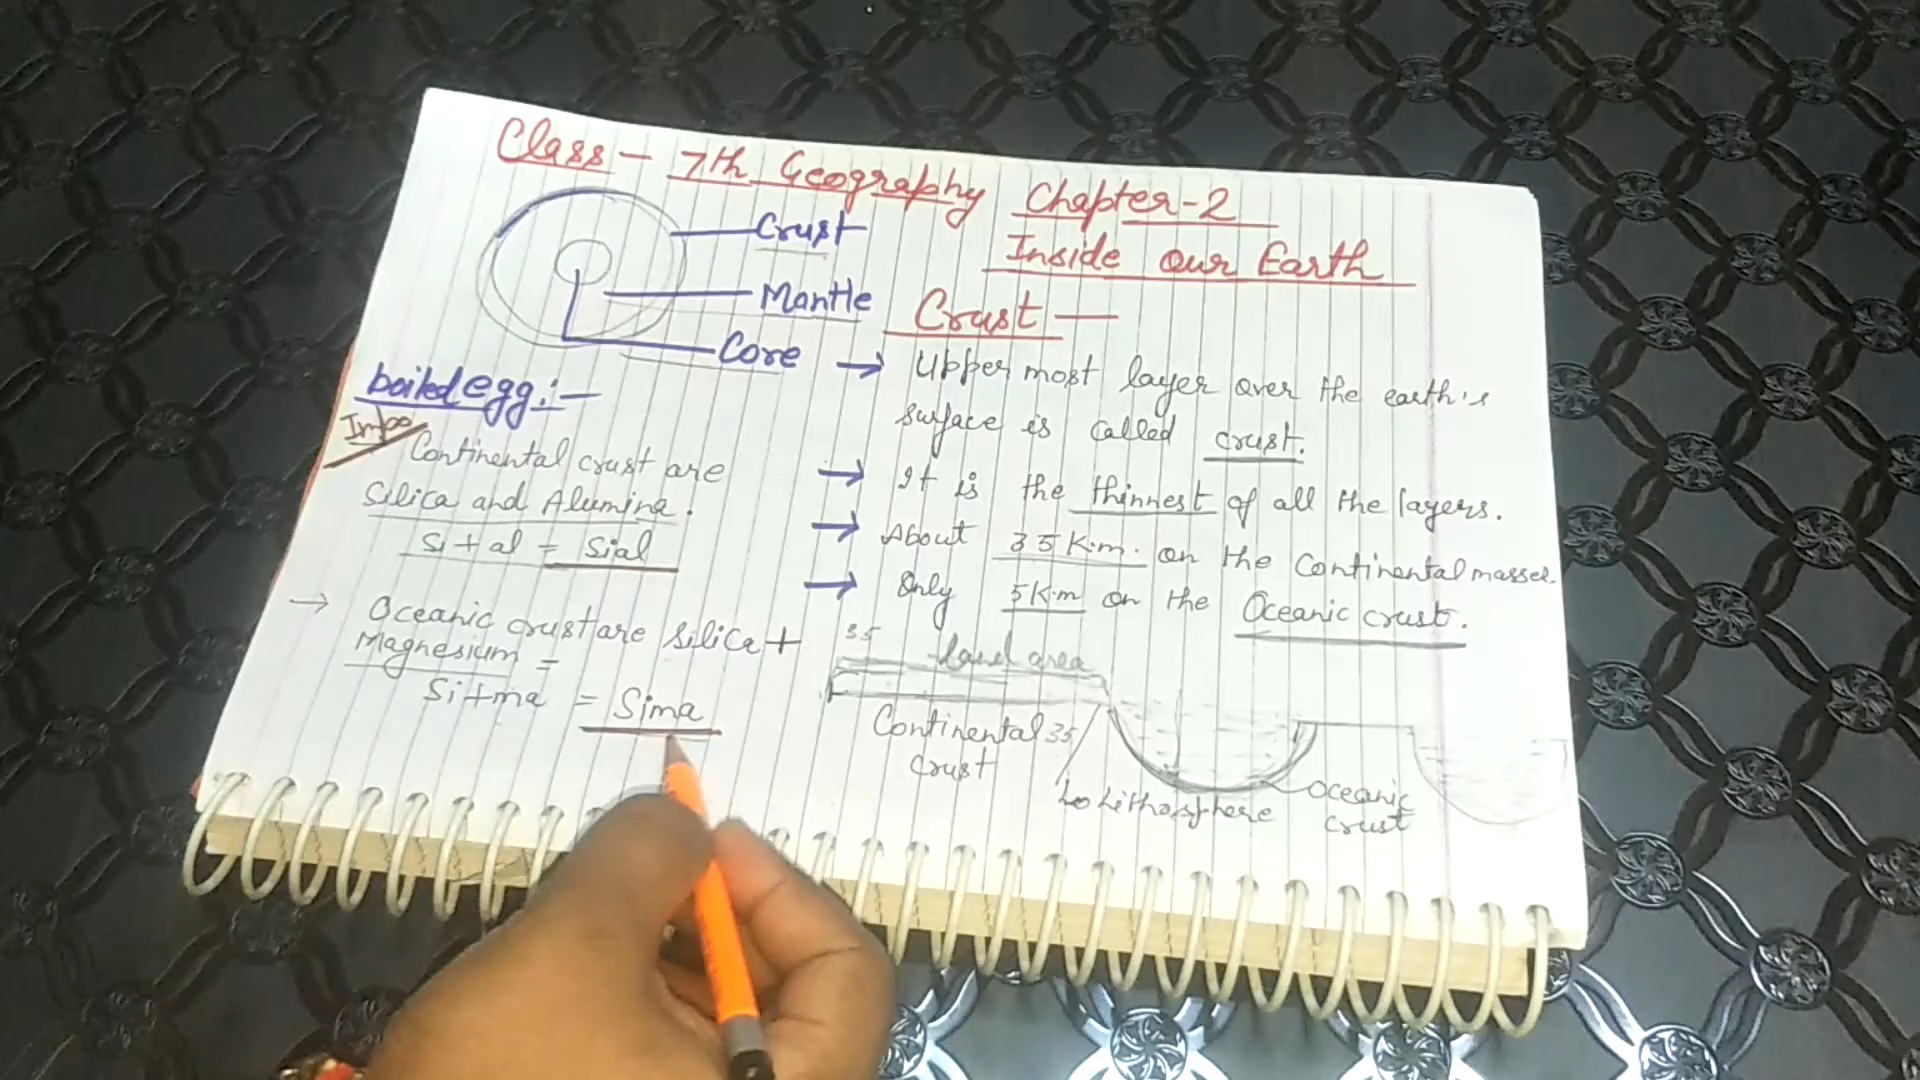 Class - 7th Geography Chapter-2
Inside our Earth
Crust
Mantle
Core
boiled egg:-
Impo
Continental crust are
Silica and Alumina.
Si + al = Sial
→ Oceanic crust are silica +
Magnesium =
Si+ma = Sima
Crust —
→ Upper most layer over the earth's
surface is called crust.
→ It is the thinnest of all the layers.
→ About 35 K.m. on the Continental masses.
→ Only 5 K.m on the Oceanic crust.
35
land area
Continental 35
Crust
Lithosphere
Oceanic
crust